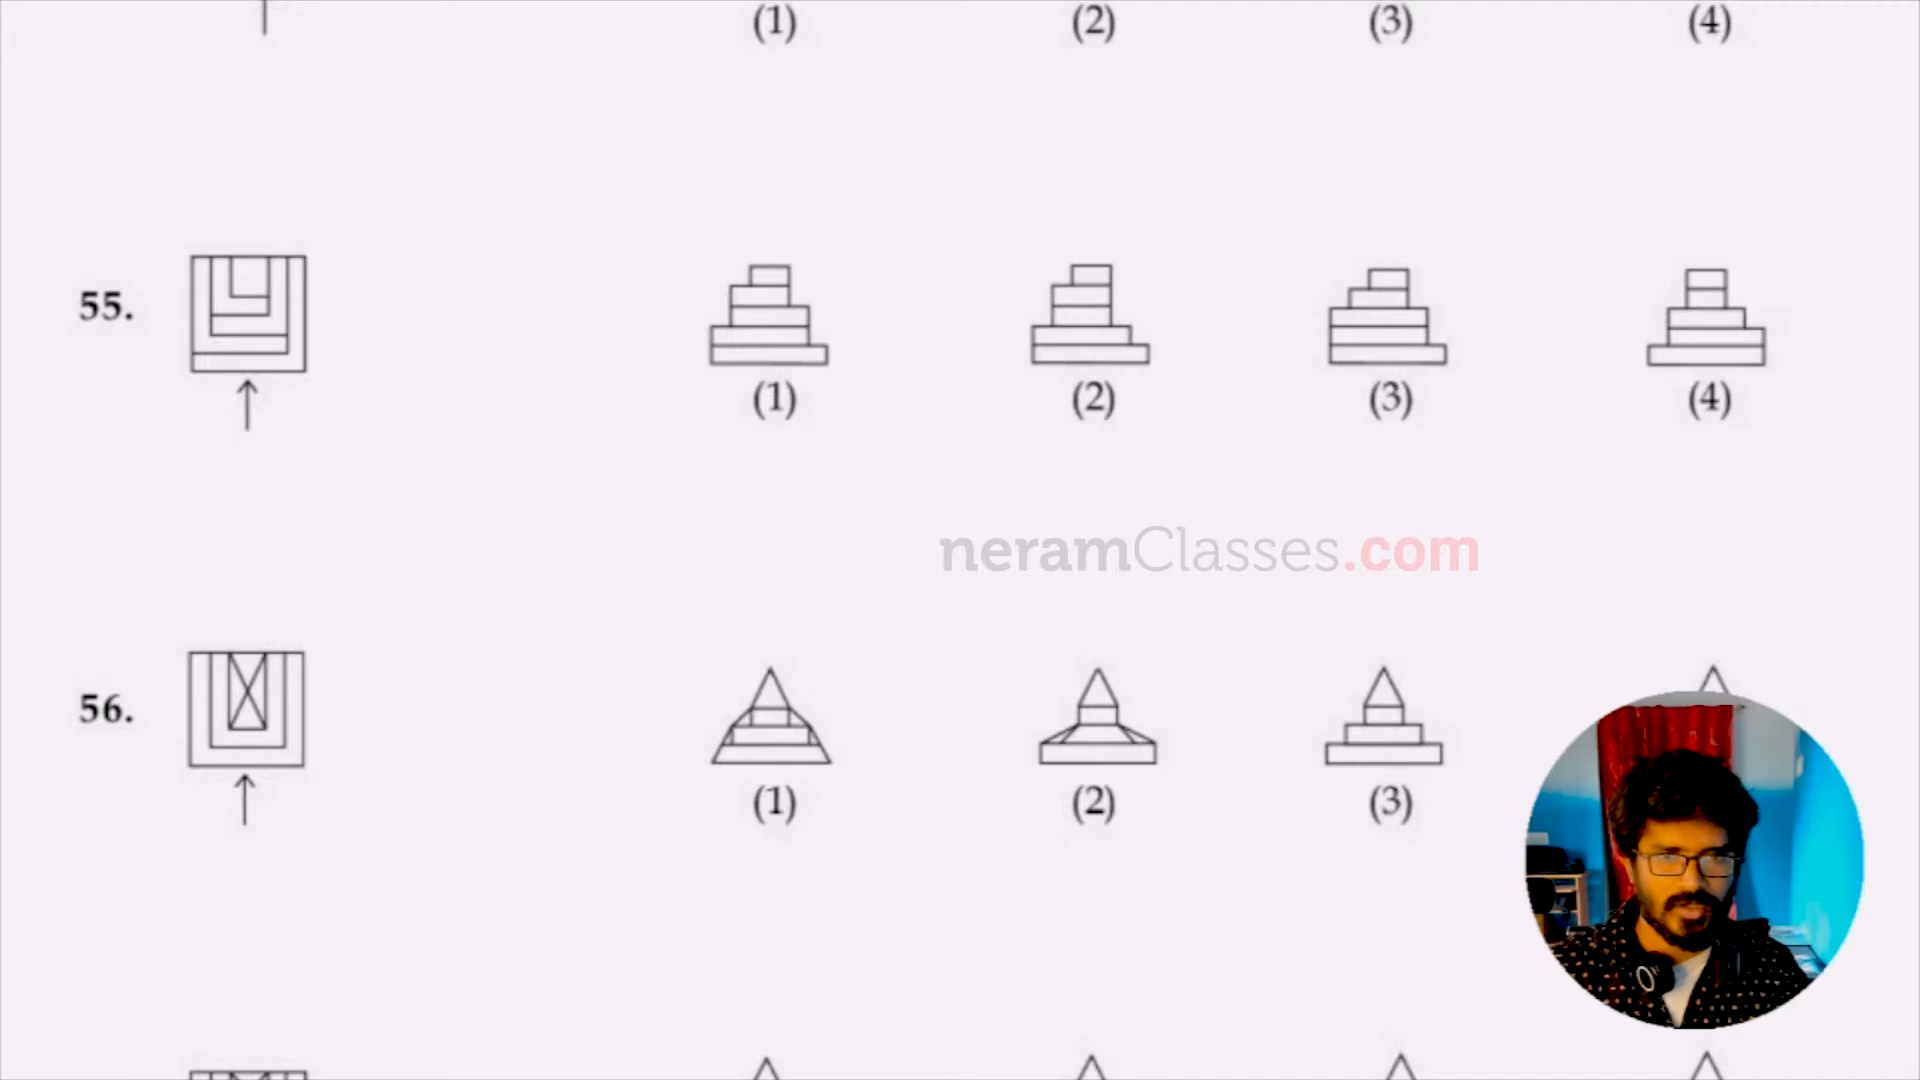 (1) (2) (3) (4)
55.
(1) (2) (3) (4)
neramClasses.com
56.
(1) (2) (3)